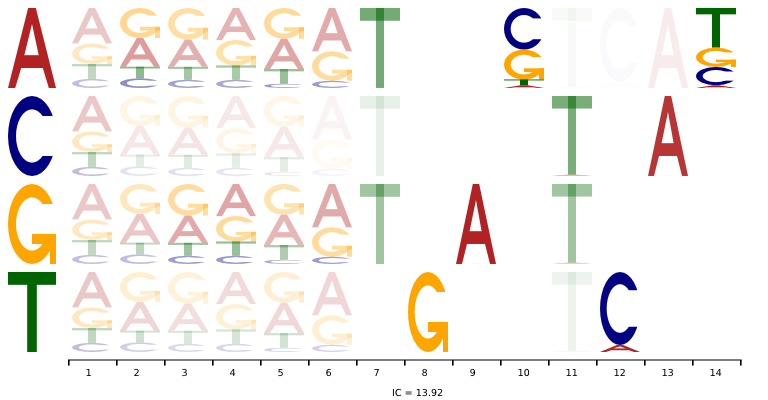 A A G G A G A T C T C A T
G A A G A G G G
T T T T T T C
C C C C C A A
C A G G A G A T T A
G A A G A G
T T T T T
C C C C C
G A G G A G A T A T
G A A G A G
T T T T T T
C C C C C C
T A G G A G A G T C
G A A G A G A
T T T T T
C C C C C
1 2 3 4 5 6 7 8 9 10 11 12 13 14
IC = 13.92